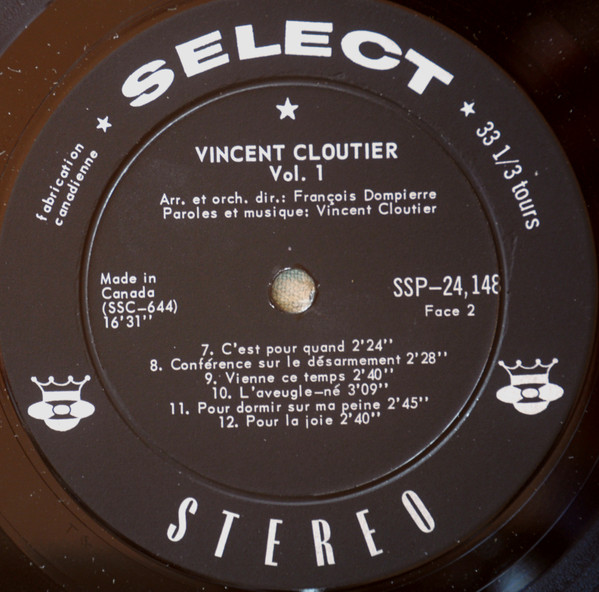 SELECT
fabrication
canadienne
33 1/3 tours
VINCENT CLOUTIER
Vol. 1
Arr. et orch. dir.: François Dompierre
Paroles et musique: Vincent Cloutier
Made in
Canada
(SSC-644)
16'31''
SSP-24,148
Face 2
7. C'est pour quand 2'24''
8. Conférence sur le désarmement 2'28''
9. Vienne ce temps 2'40''
10. L'aveugle-né 3'09''
11. Pour dormir sur ma peine 2'45''
12. Pour la joie 2'40''
STEREO